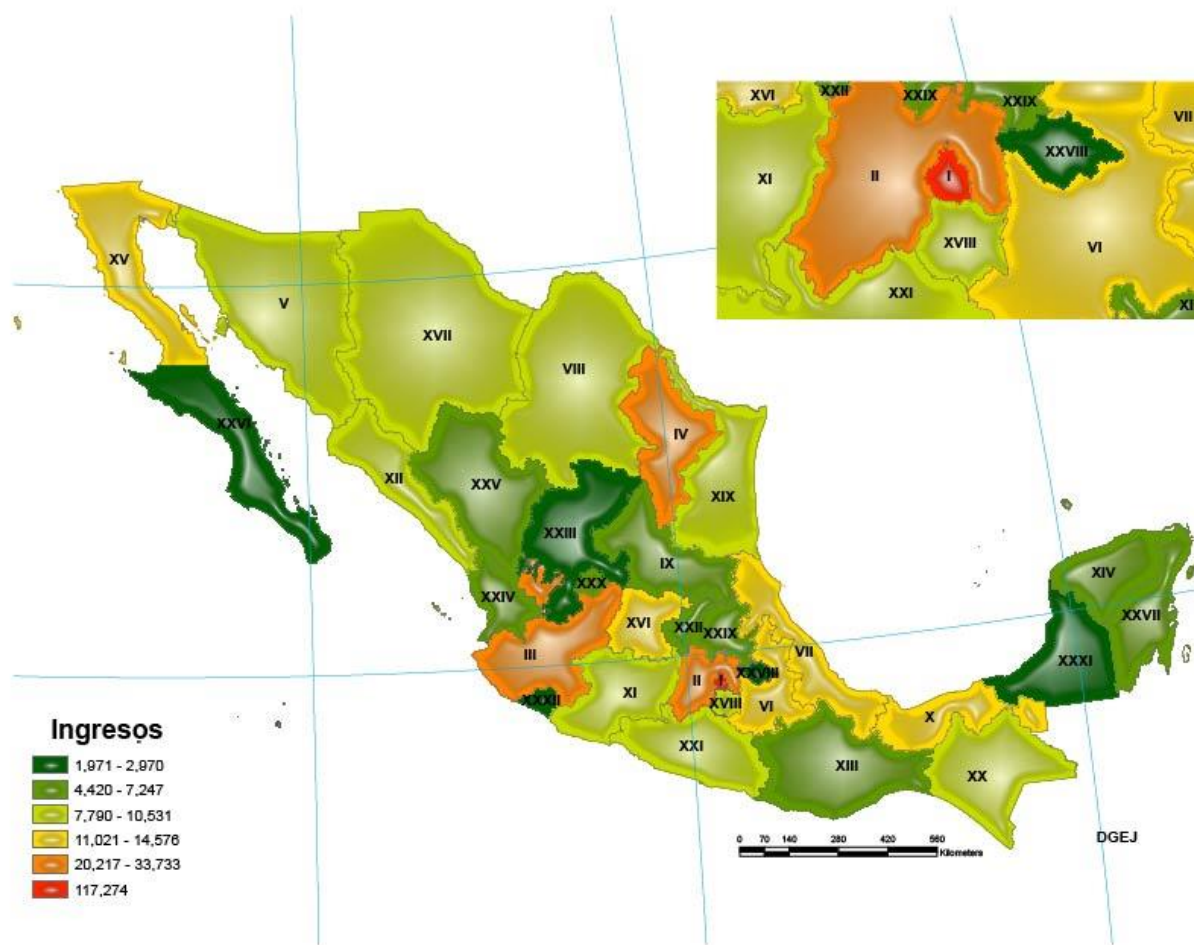 XVI
XXII
XXIX
XXIX
VII
XXVIII
XI
II
I
VI
XVIII
XXI
XV
V
XVII
VIII
XXVI
IV
XII
XXV
XIX
XXIII
IX
XXX
XXIV
XIV
XXVII
XVI
XXII
XXIX
III
VII
XXXI
II
I
XXVIII
XI
XXXII
XVIII
VI
X
XXI
XIII
XX
Ingresos
1,971 - 2,970
4,420 - 7,247
7,790 - 10,531
11,021 - 14,576
20,217 - 33,733
117,274
0 70 140 280 420 560
Kilometers
DGEJ